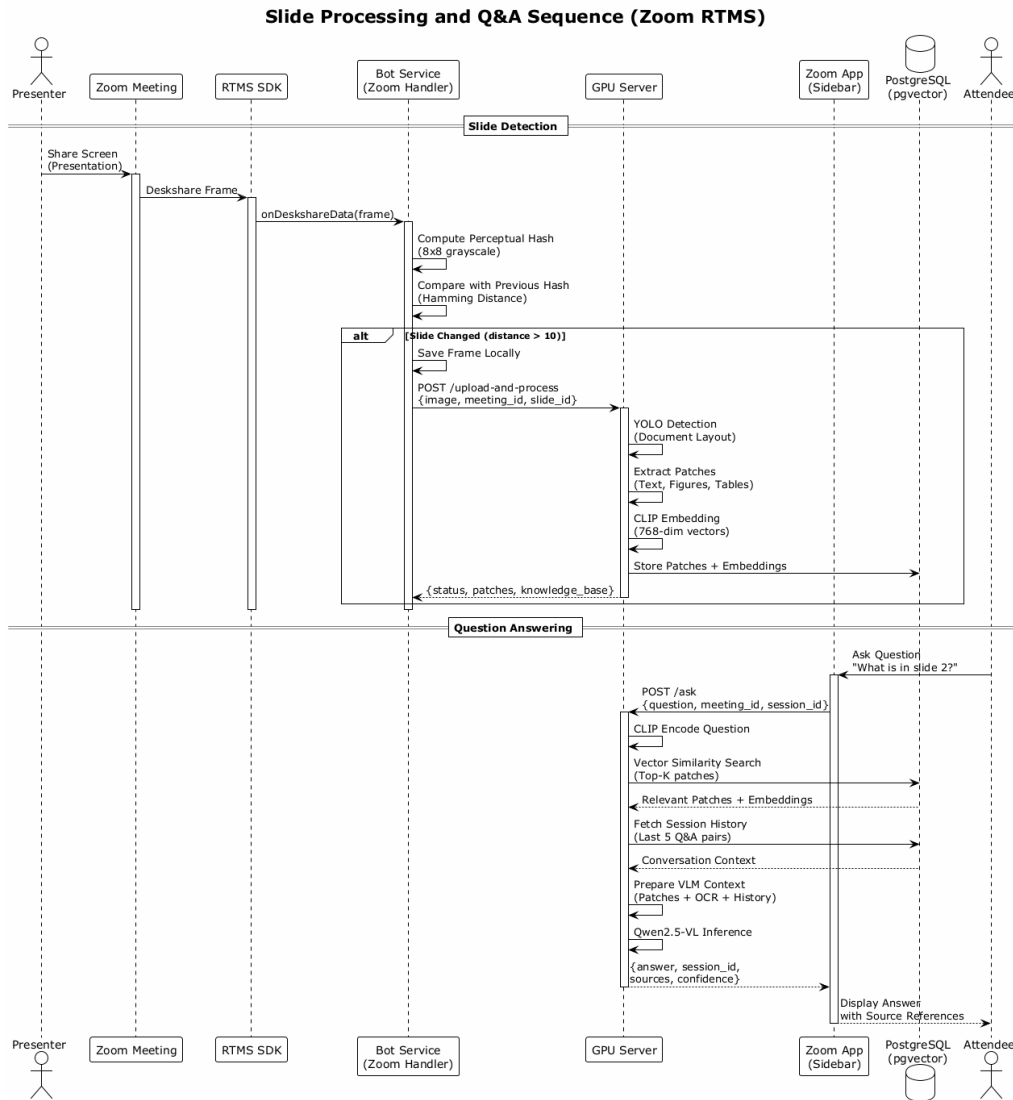 Slide Processing and Q&A Sequence (Zoom RTMS)
Presenter
Zoom Meeting
RTMS SDK
Bot Service
(Zoom Handler)
GPU Server
Zoom App
(Sidebar)
PostgreSQL
(pgvector)
Attendee
Slide Detection
Share Screen
(Presentation)
Deskshare Frame
onDeskshareData(frame)
Compute Perceptual Hash
(8x8 grayscale)
Compare with Previous Hash
(Hamming Distance)
alt
[Slide Changed (distance > 10)]
Save Frame Locally
POST /upload-and-process
{image, meeting_id, slide_id}
YOLO Detection
(Document Layout)
Extract Patches
(Text, Figures, Tables)
CLIP Embedding
(768-dim vectors)
Store Patches + Embeddings
{status, patches, knowledge_base}
Question Answering
Ask Question
"What is in slide 2?"
POST /ask
{question, meeting_id, session_id}
CLIP Encode Question
Vector Similarity Search
(Top-K patches)
Relevant Patches + Embeddings
Fetch Session History
(Last 5 Q&A pairs)
Conversation Context
Prepare VLM Context
(Patches + OCR + History)
Qwen2.5-VL Inference
{answer, session_id,
sources, confidence}
Display Answer
with Source References
Presenter
Zoom Meeting
RTMS SDK
Bot Service
(Zoom Handler)
GPU Server
Zoom App
(Sidebar)
PostgreSQL
(pgvector)
Attendee